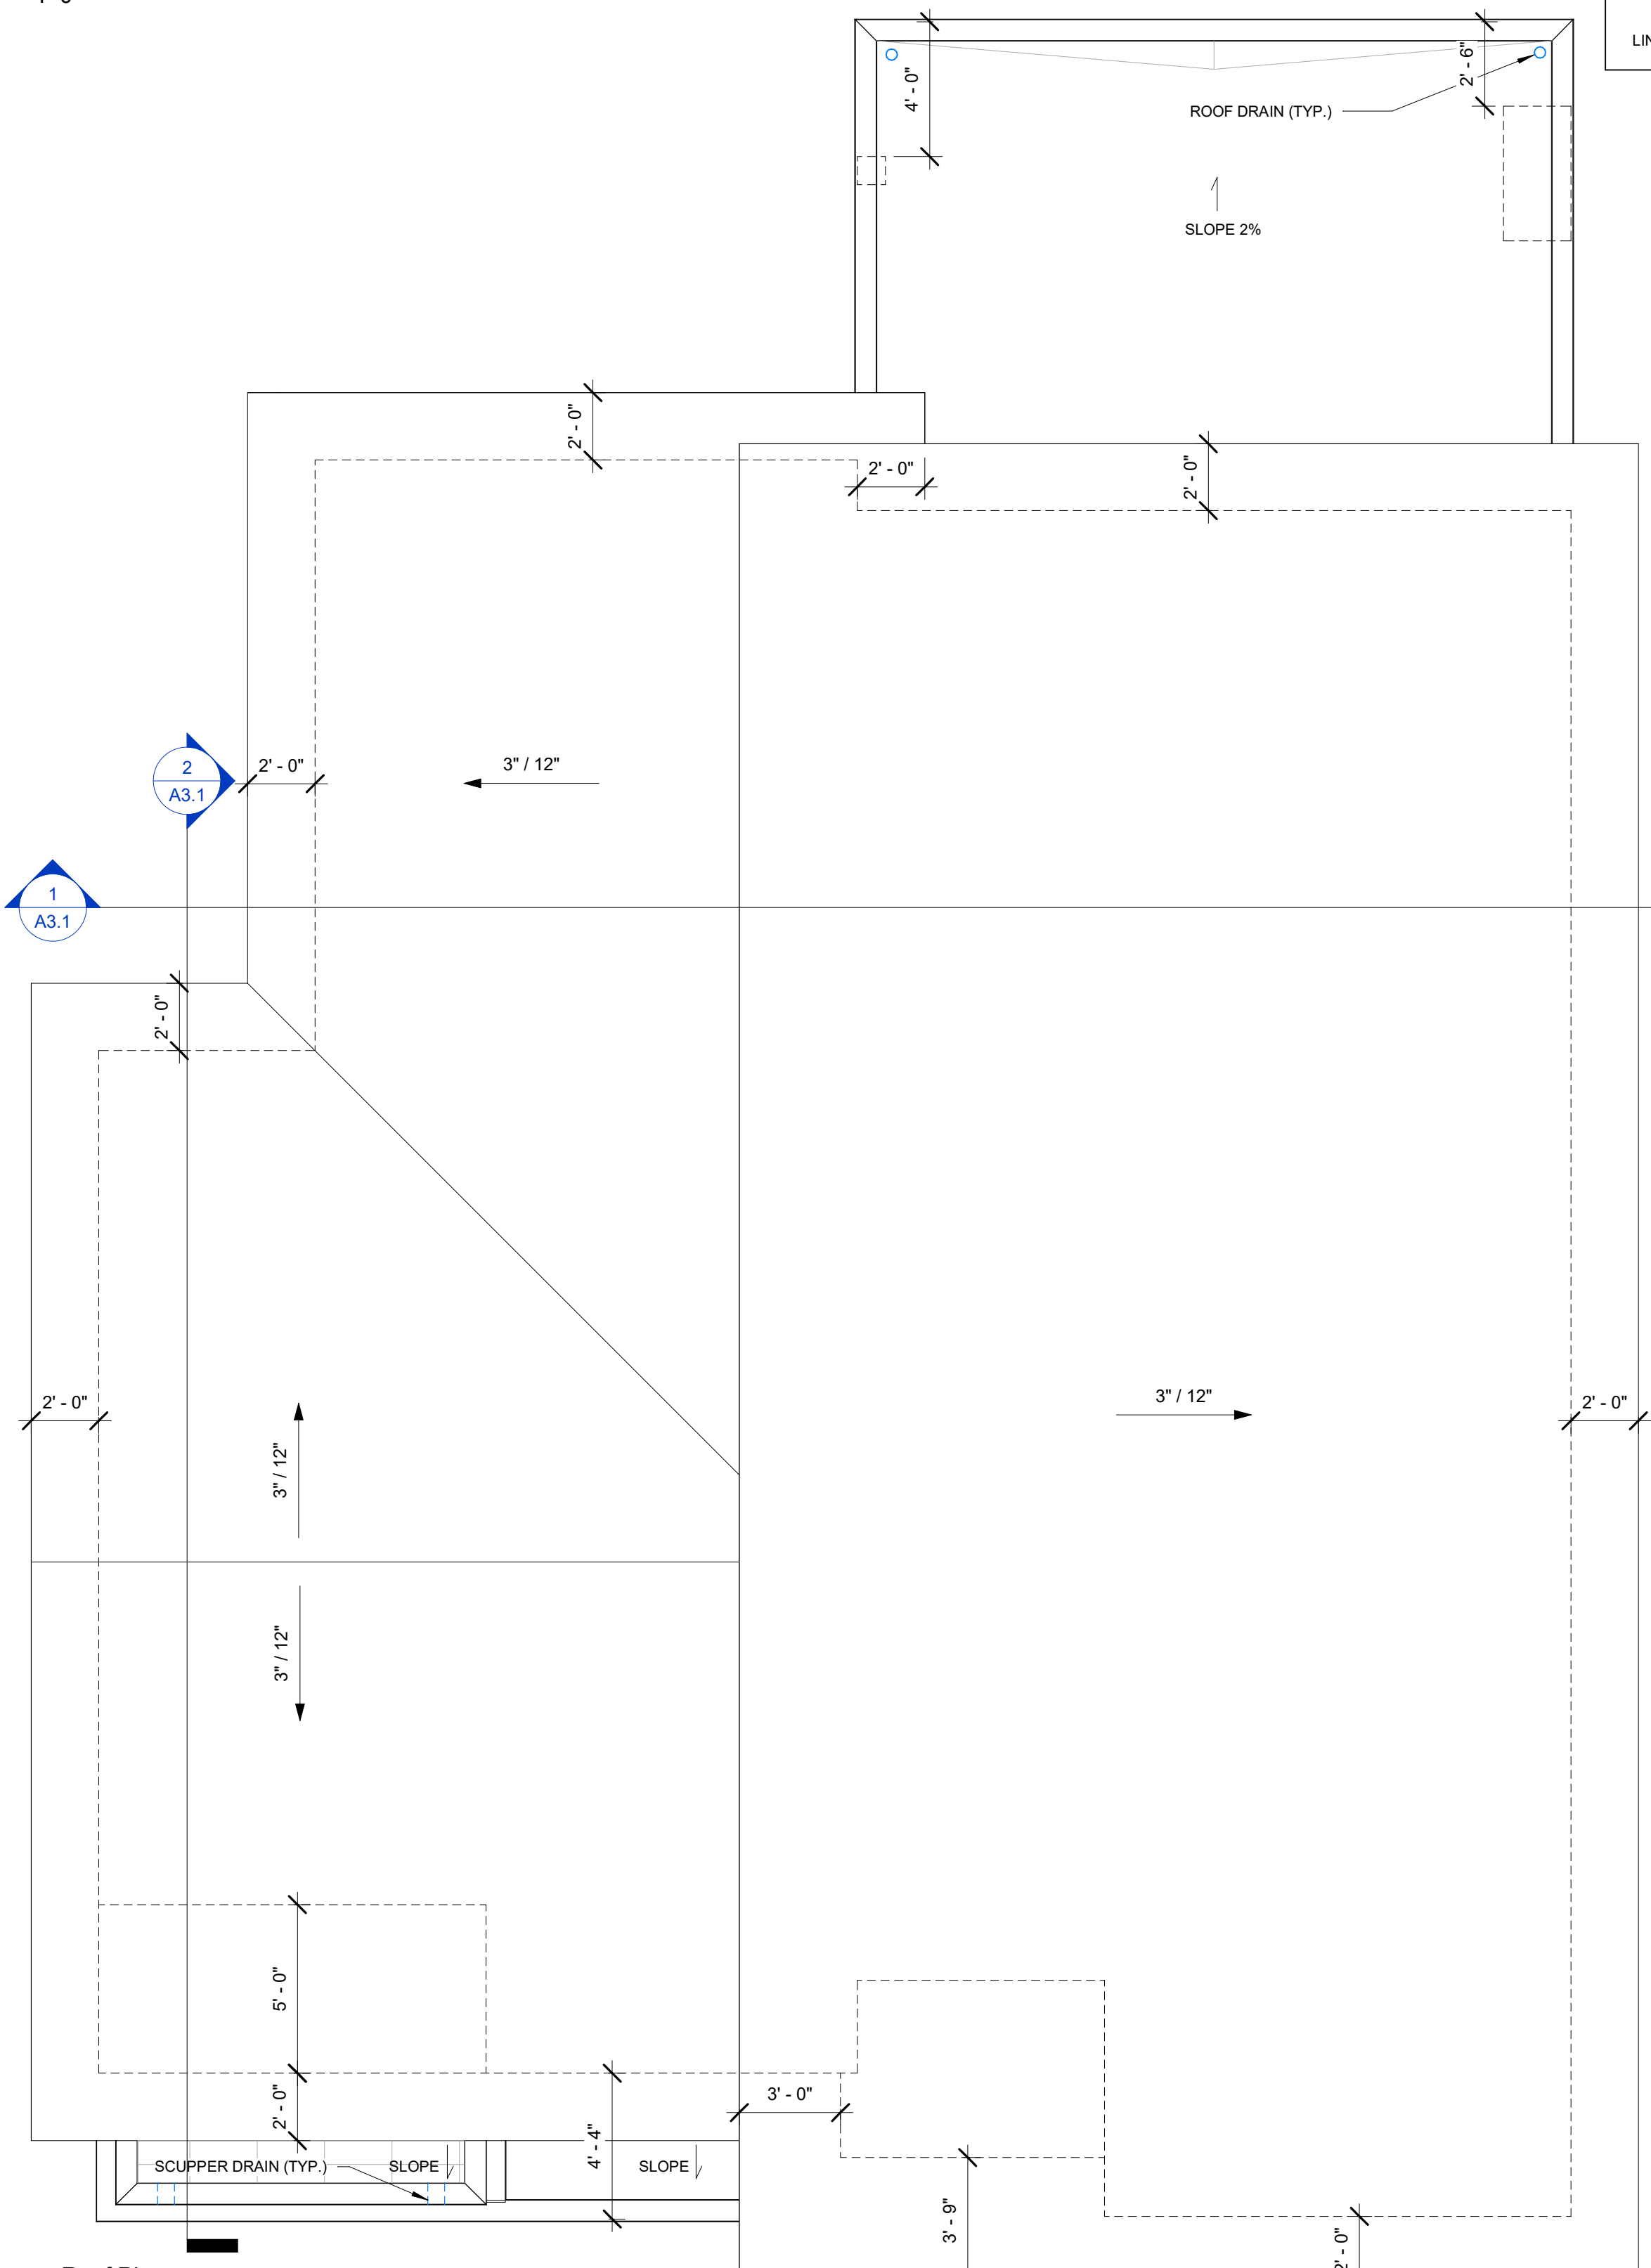 4' - 0"
2' - 6"
ROOF DRAIN (TYP.)
SLOPE 2%
2' - 0"
2' - 0"
2' - 0"
2
A3.1
2' - 0"
3" / 12"
1
A3.1
2' - 0"
2' - 0"
3" / 12"
3" / 12"
2' - 0"
3" / 12"
5' - 0"
2' - 0"
3' - 0"
4' - 4"
SCUPPER DRAIN (TYP.)
SLOPE
SLOPE
3' - 9"
2' - 0"